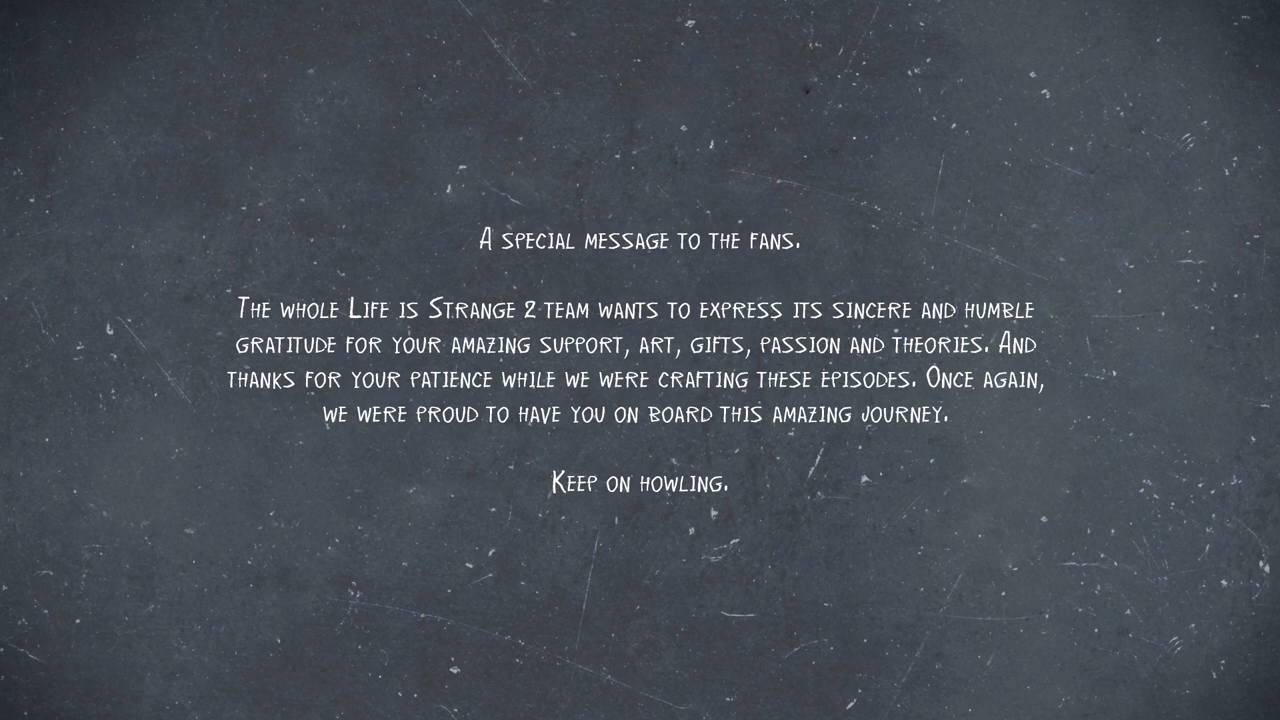 A special message to the fans.
The whole Life is Strange 2 team wants to express its sincere and humble
gratitude for your amazing support, art, gifts, passion and theories. And
thanks for your patience while we were crafting these episodes. Once again,
we were proud to have you on board this amazing journey.
Keep on howling.